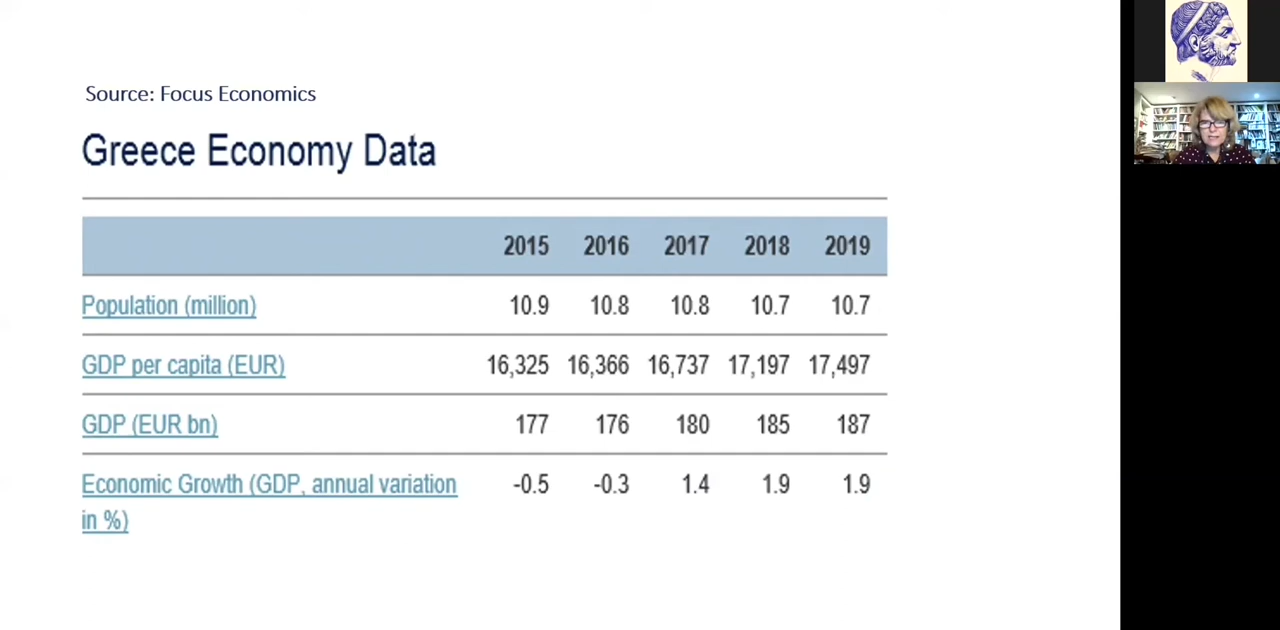 Source: Focus Economics
Greece Economy Data
2015 2016 2017 2018 2019
Population (million) 10.9 10.8 10.8 10.7 10.7
GDP per capita (EUR) 16,325 16,366 16,737 17,197 17,497
GDP (EUR bn) 177 176 180 185 187
Economic Growth (GDP, annual variation -0.5 -0.3 1.4 1.9 1.9
in %)